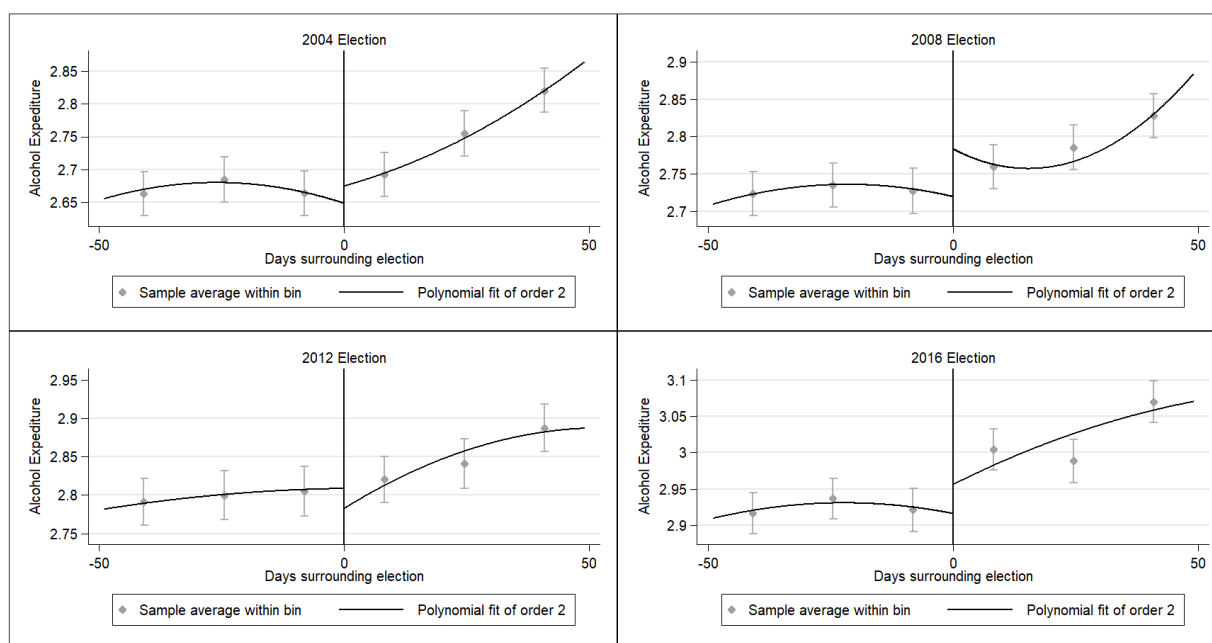 2004 Election
2.85
2.8
2.75
2.7
2.65
Alcohol Expediture
-50 0 50
Days surrounding election
Sample average within bin Polynomial fit of order 2
2008 Election
2.9
2.85
2.8
2.75
2.7
Alcohol Expediture
-50 0 50
Days surrounding election
Sample average within bin Polynomial fit of order 2
2012 Election
2.95
2.9
2.85
2.8
2.75
Alcohol Expediture
-50 0 50
Days surrounding election
Sample average within bin Polynomial fit of order 2
2016 Election
3.1
3.05
3
2.95
2.9
Alcohol Expediture
-50 0 50
Days surrounding election
Sample average within bin Polynomial fit of order 2